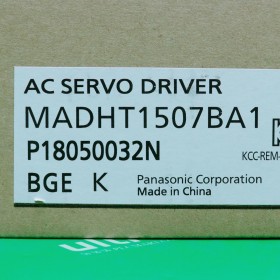 AC SERVO DRIVER
MADHT1507BA1
P18050032N
KCC-REM-
BGE K
Panasonic Corporation
Made in China